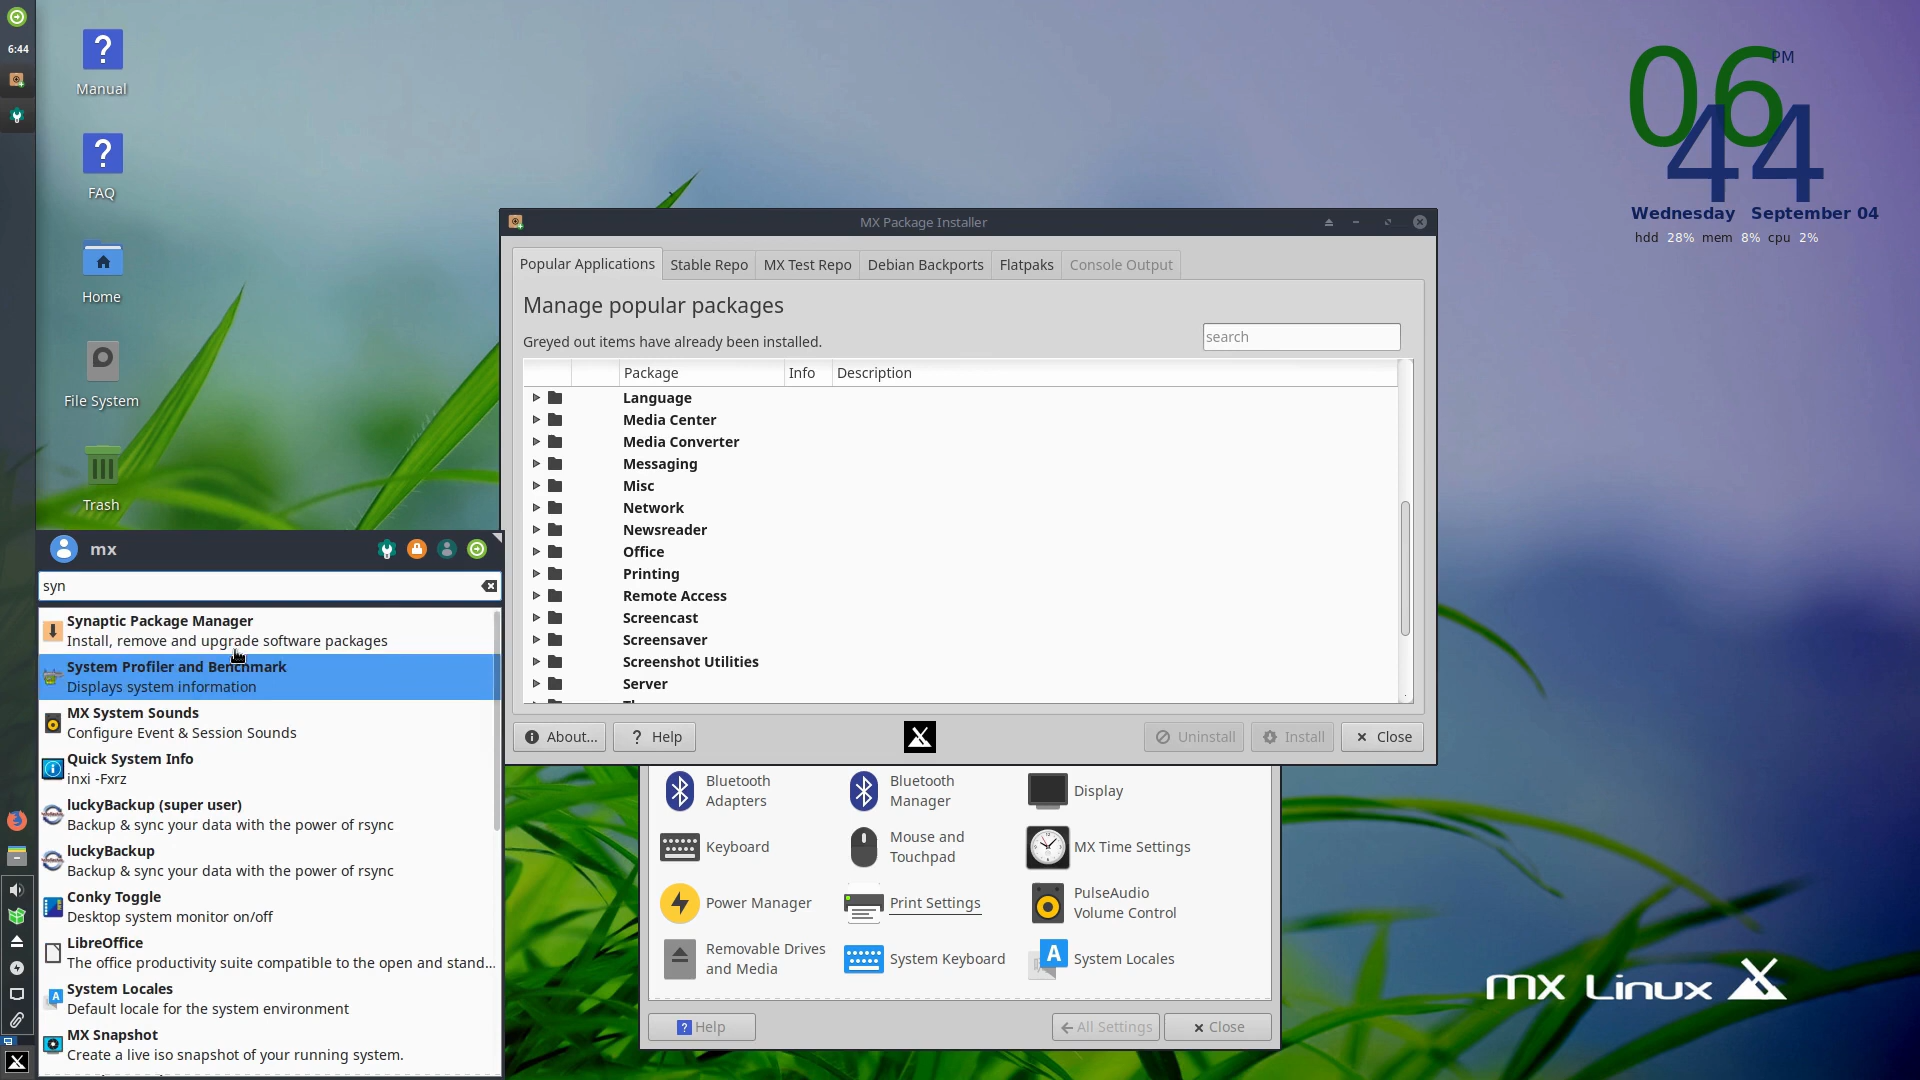 6:44
Manual
FAQ
Home
File System
Trash
06 PM
44
Wednesday September 04
hdd 28% mem 8% cpu 2%
MX Package Installer
Popular Applications
Stable Repo
MX Test Repo
Debian Backports
Flatpaks
Console Output
Manage popular packages
Greyed out items have already been installed.
search
Package Info Description
Language
Media Center
Media Converter
Messaging
Misc
Network
Newsreader
Office
Printing
Remote Access
Screencast
Screensaver
Screenshot Utilities
Server
About...
Help
Uninstall
Install
Close
mx
syn
Synaptic Package Manager
Install, remove and upgrade software packages
System Profiler and Benchmark
Displays system information
MX System Sounds
Configure Event & Session Sounds
Quick System Info
inxi -Fxrz
luckyBackup (super user)
Backup & sync your data with the power of rsync
luckyBackup
Backup & sync your data with the power of rsync
Conky Toggle
Desktop system monitor on/off
LibreOffice
The office productivity suite compatible to the open and stand...
System Locales
Default locale for the system environment
MX Snapshot
Create a live iso snapshot of your running system.
Bluetooth
Adapters
Bluetooth
Manager
Display
Keyboard
Mouse and
Touchpad
MX Time Settings
Power Manager
Print Settings
PulseAudio
Volume Control
Removable Drives
and Media
System Keyboard
System Locales
Help
All Settings
Close
mx Linux